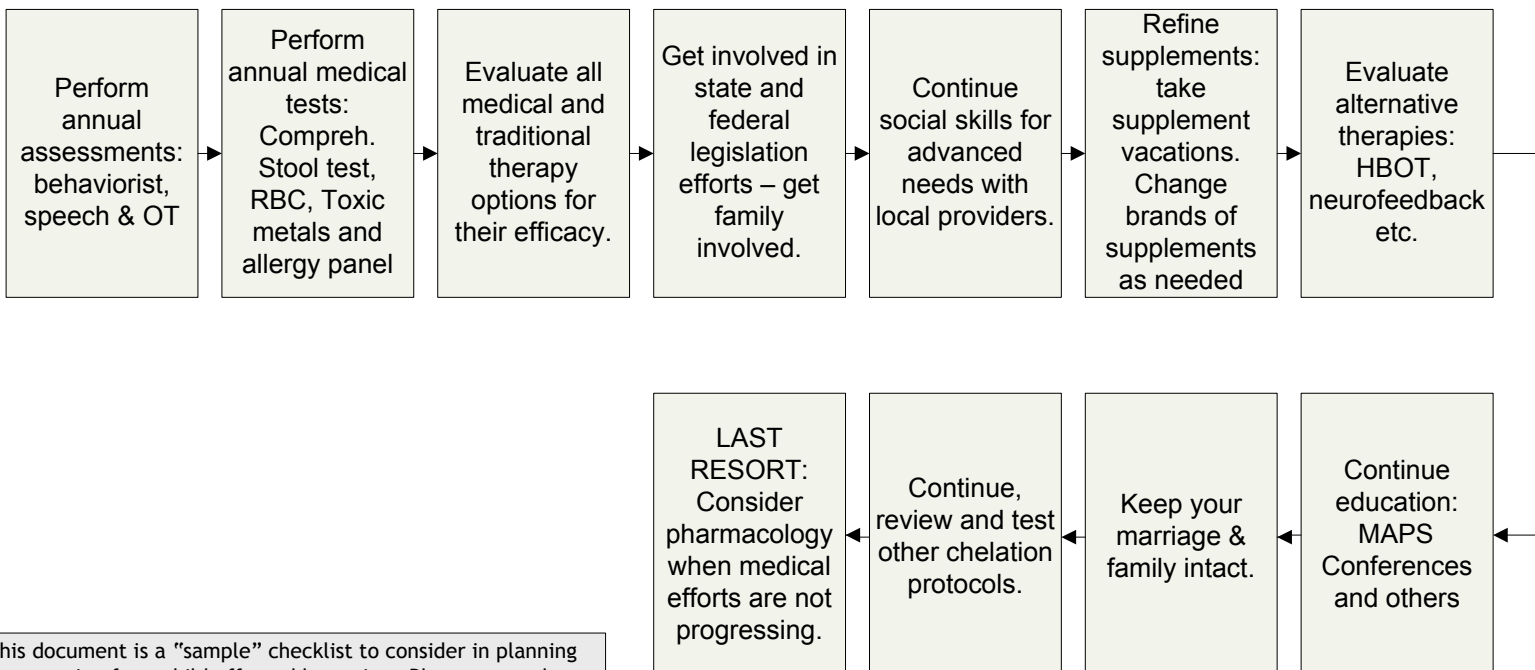 Perform
annual
assessments:
behaviorist,
speech & OT
Perform
annual medical
tests:
Compreh.
Stool test,
RBC, Toxic
metals and
allergy panel
Evaluate all
medical and
traditional
therapy
options for
their efficacy.
Get involved in
state and
federal
legislation
efforts – get
family
involved.
Continue
social skills for
advanced
needs with
local providers.
Refine
supplements:
take
supplement
vacations.
Change
brands of
supplements
as needed
Evaluate
alternative
therapies:
HBOT,
neurofeedback
etc.
Continue
education:
MAPS
Conferences
and others
Keep your
marriage &
family intact.
Continue,
review and test
other chelation
protocols.
LAST
RESORT:
Consider
pharmacology
when medical
efforts are not
progressing.
his document is a “sample” checklist to consider in planning